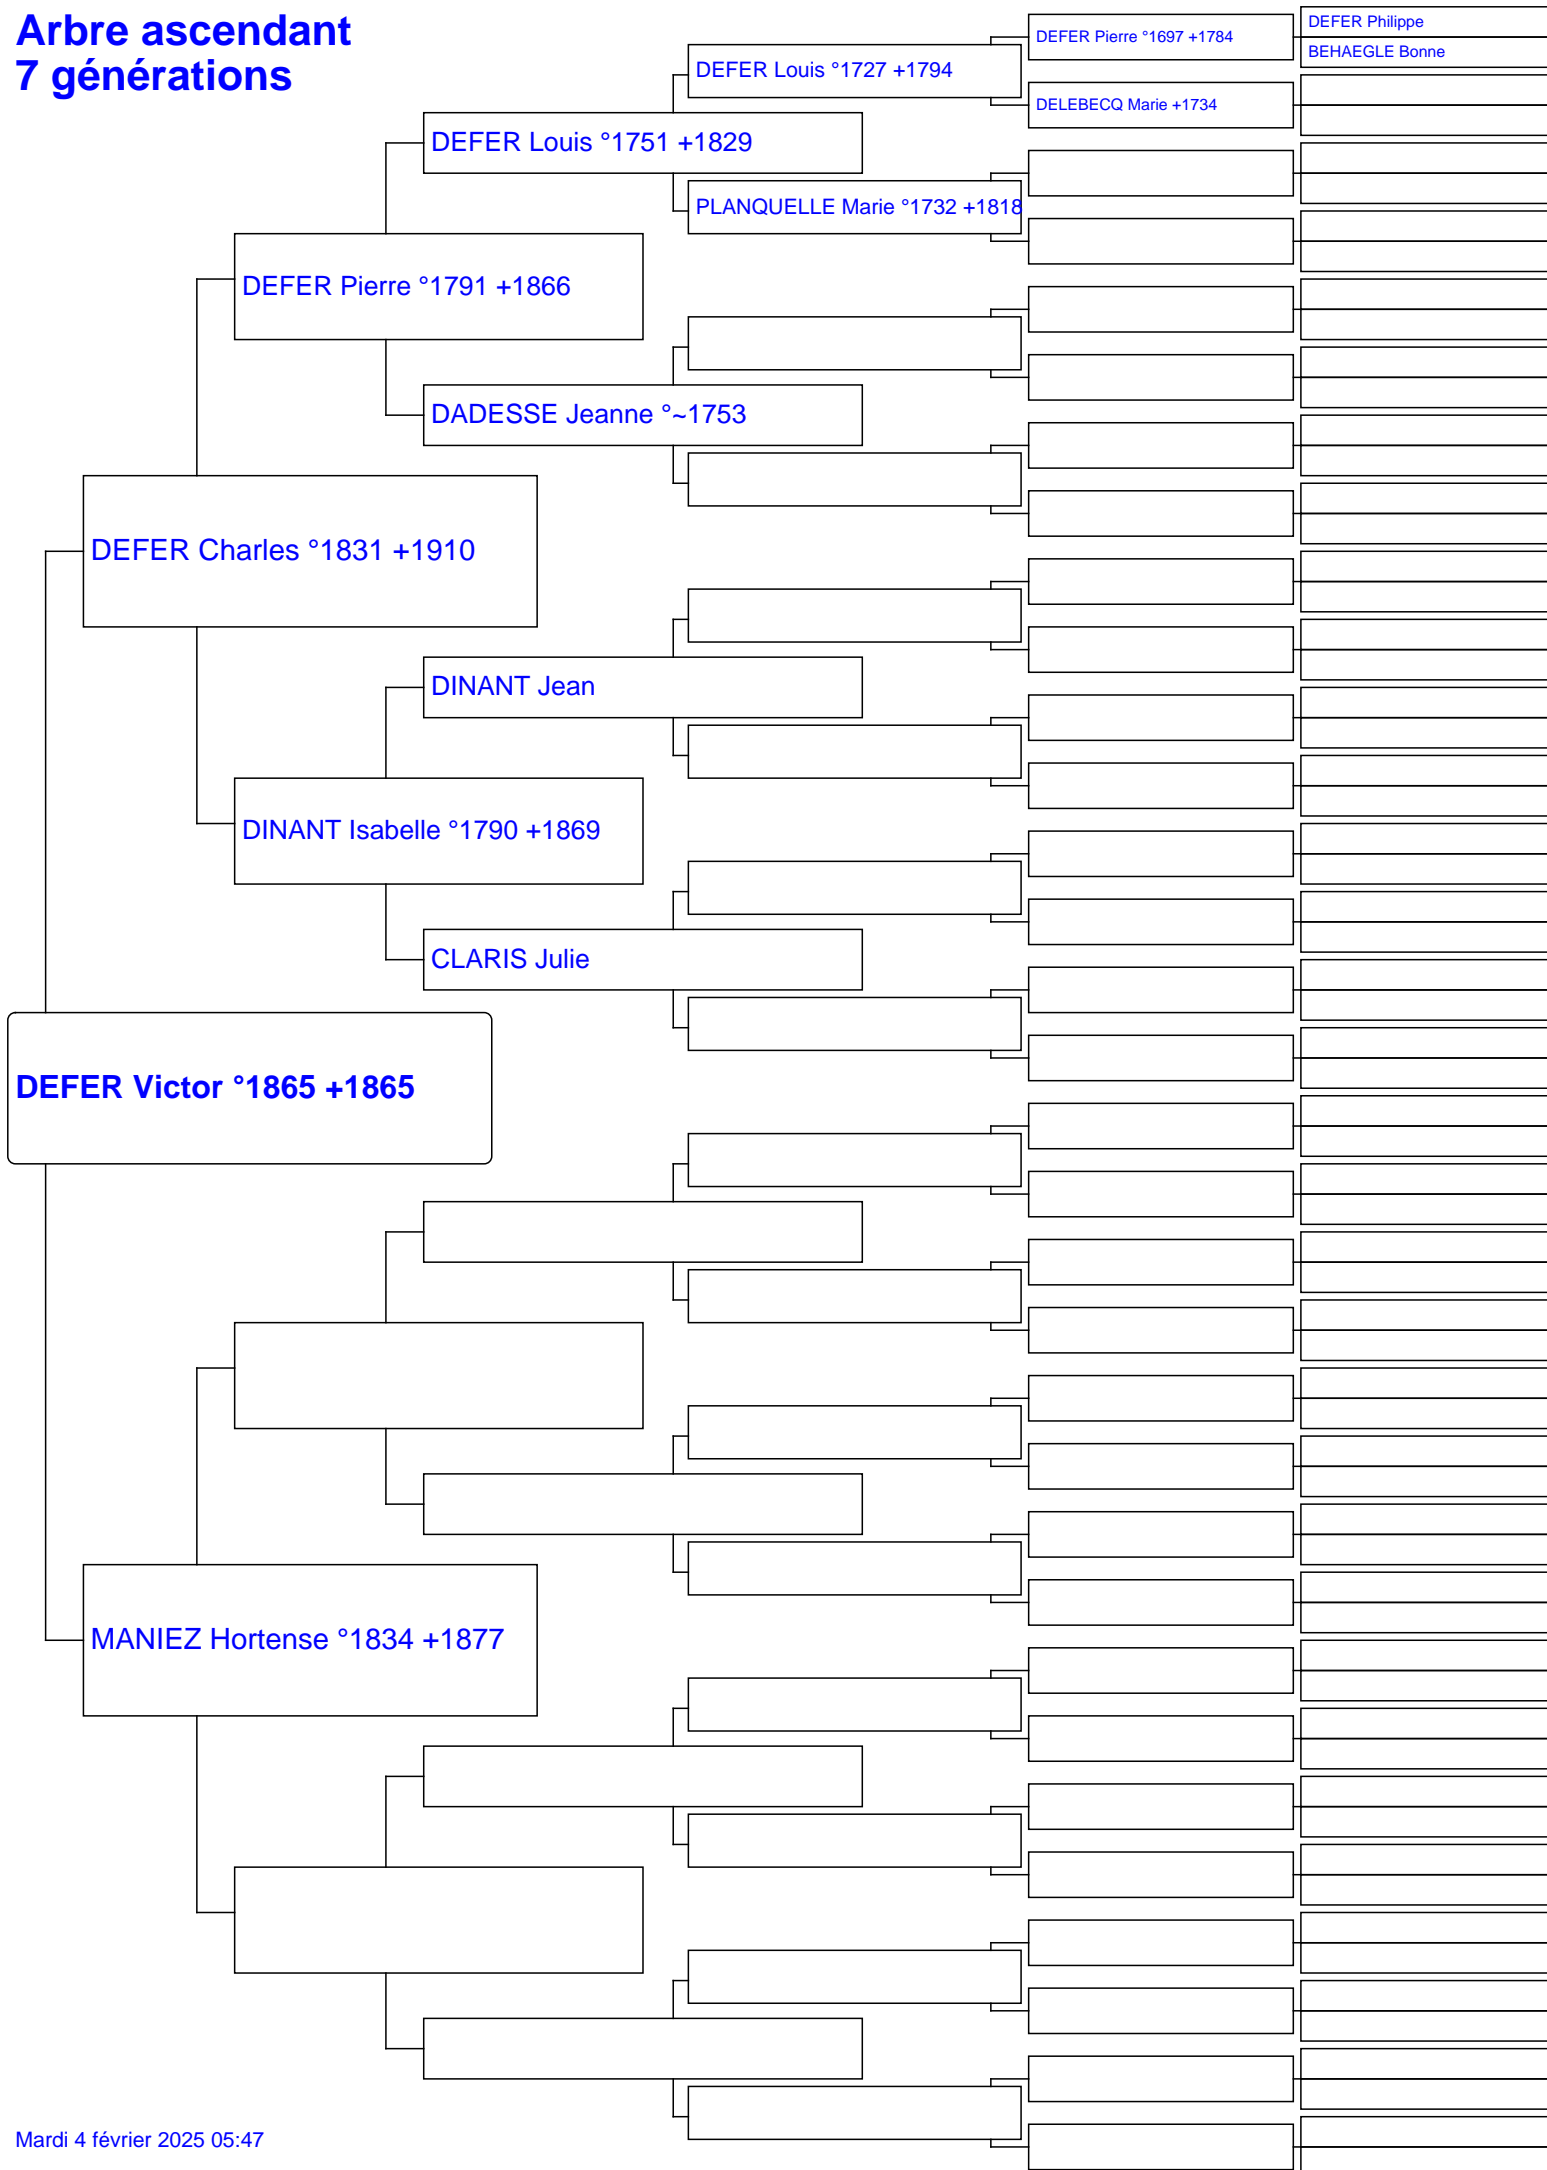 Arbre ascendant
7 générations
DEFER Philippe
DEFER Pierre °1697 +1784
BEHAEGLE Bonne
DEFER Louis °1727 +1794
DELEBECQ Marie +1734
DEFER Louis °1751 +1829
PLANQUELLE Marie °1732 +1818
DEFER Pierre °1791 +1866
DADESSE Jeanne °~1753
DEFER Charles °1831 +1910
DINANT Jean
DINANT Isabelle °1790 +1869
CLARIS Julie
DEFER Victor °1865 +1865
MANIEZ Hortense °1834 +1877
Mardi 4 février 2025 05:47